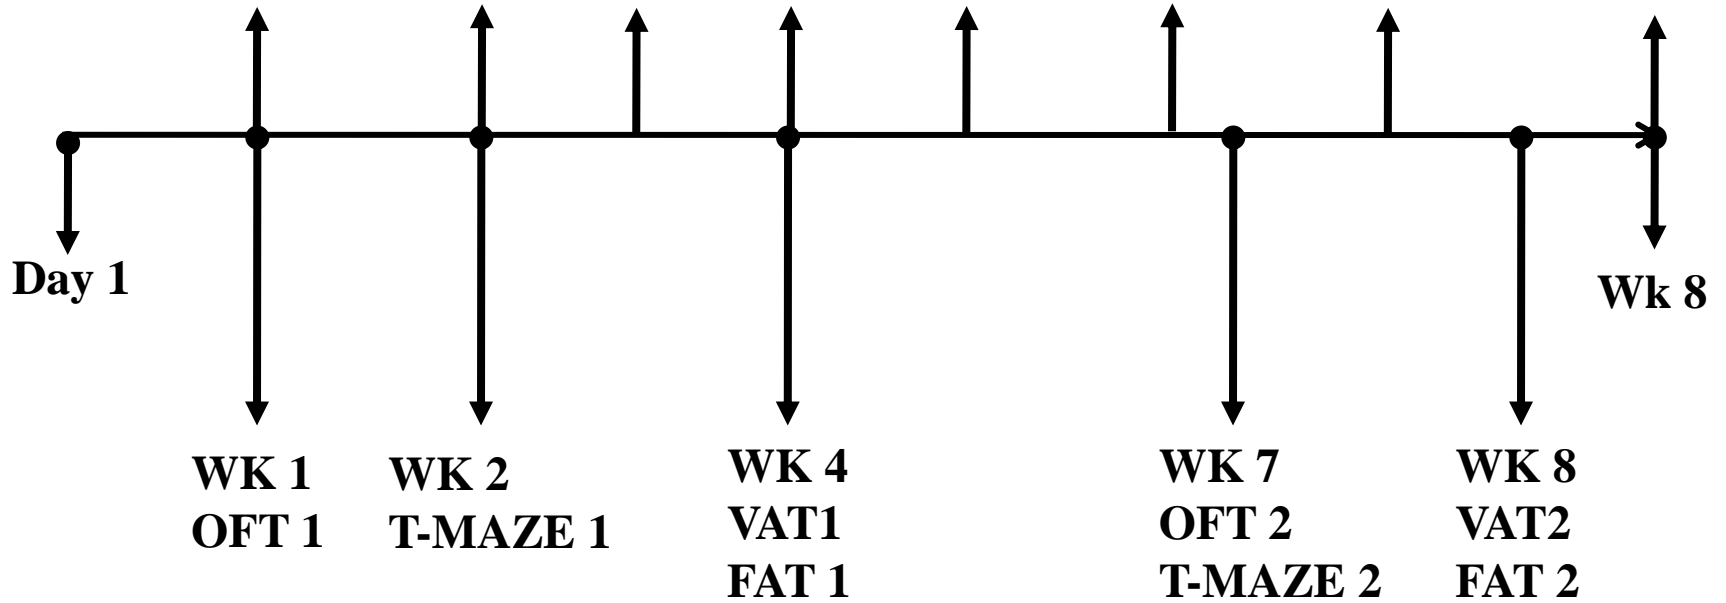 Day 1
Wk 8
WK 1
OFT 1
WK 2
T-MAZE 1
WK 4
VAT1
FAT 1
WK 7
OFT 2
T-MAZE 2
WK 8
VAT2
FAT 2